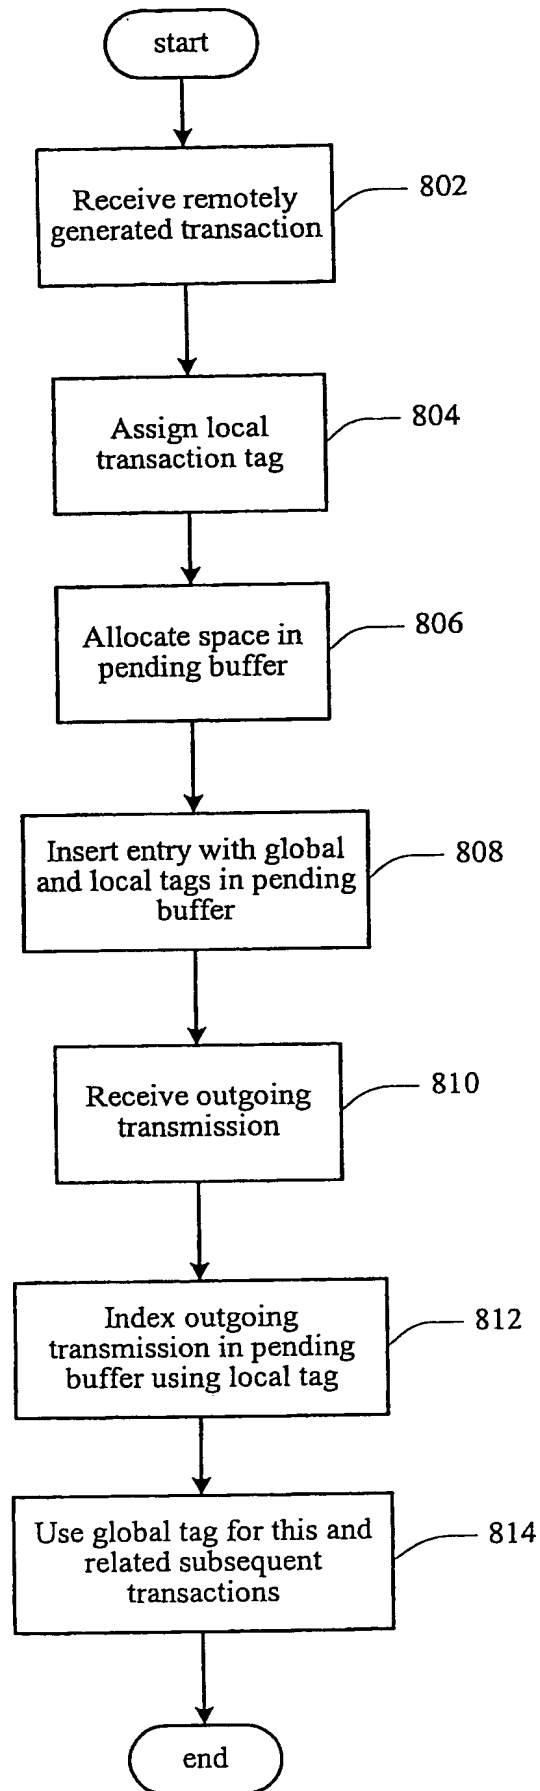 start
Receive remotely
generated transaction
802
Assign local
transaction tag
804
Allocate space in
pending buffer
806
Insert entry with global
and local tags in pending
buffer
808
Receive outgoing
transmission
810
Index outgoing
transmission in pending
buffer using local tag
812
Use global tag for this and
related subsequent
transactions
814
end